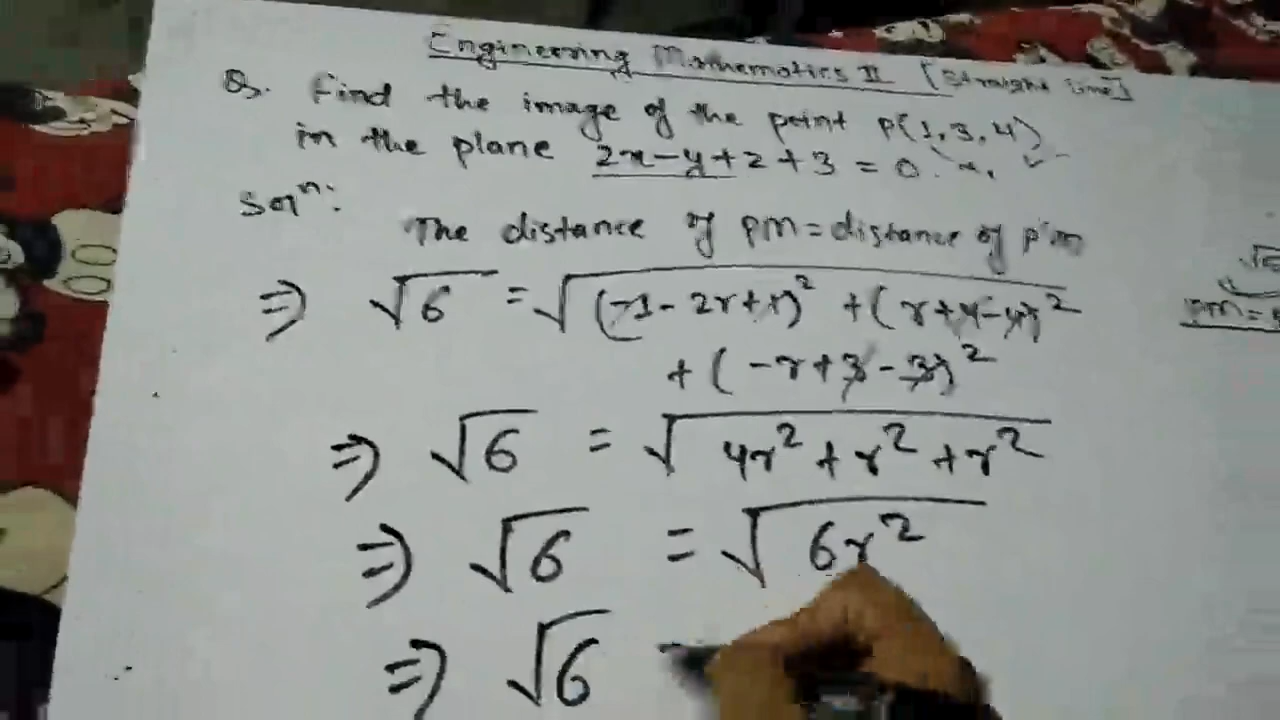 Engineering Mathematics II [Straight Line]
Q. Find the image of the point P(1,3,4)
in the plane 2x-y+z+3=0.
Solⁿ:
The distance of PM = distance of P'M
⇒ √6 = √(-1-2r+1)² + (r+4-4)²
+ (-r+3-3)²
⇒ √6 = √4r² + r² + r²
⇒ √6 = √6r²
⇒ √6 =
PM =